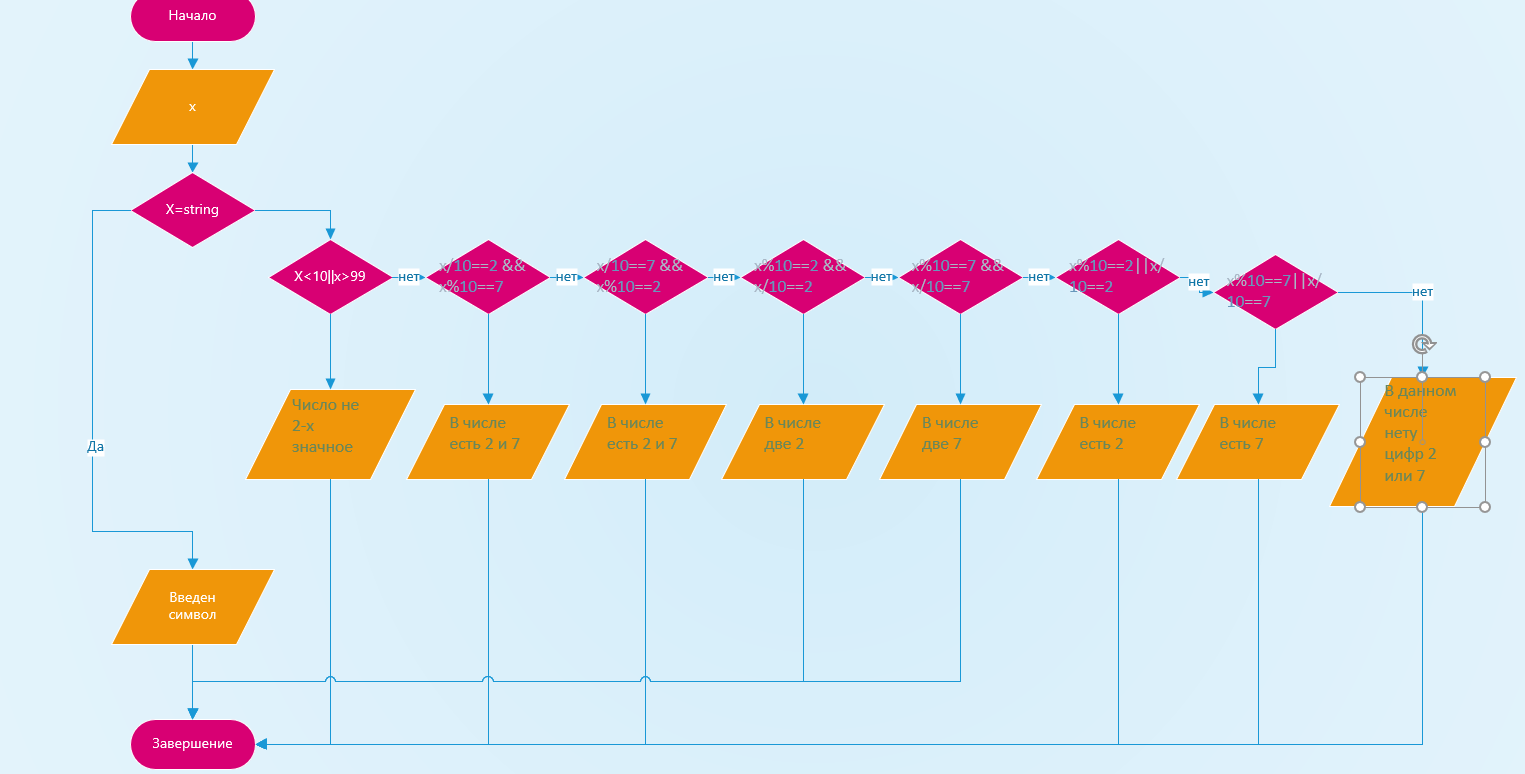 Начало
x
X=string
X<10||x>99
нет
x/10==2 &&
x%10==7
нет
x/10==7 &&
x%10==2
нет
x%10==2 &&
x/10==2
нет
x%10==7 &&
x/10==7
нет
x%10==2||x/
10==2
нет
x%10==7||x/
10==7
нет
Число не
2-х
значное
В числе
есть 2 и 7
В числе
есть 2 и 7
В числе
две 2
В числе
две 7
В числе
есть 2
В числе
есть 7
В данном
числе
нету
цифр 2
или 7
Да
Введен
символ
Завершение